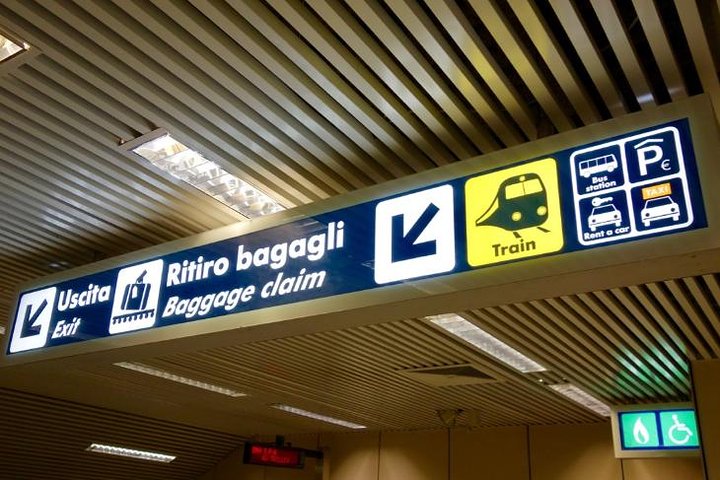 Uscita
Exit
Ritiro bagagli
Baggage claim
Train
Bus
station
P
€
Rent a car
TAXI